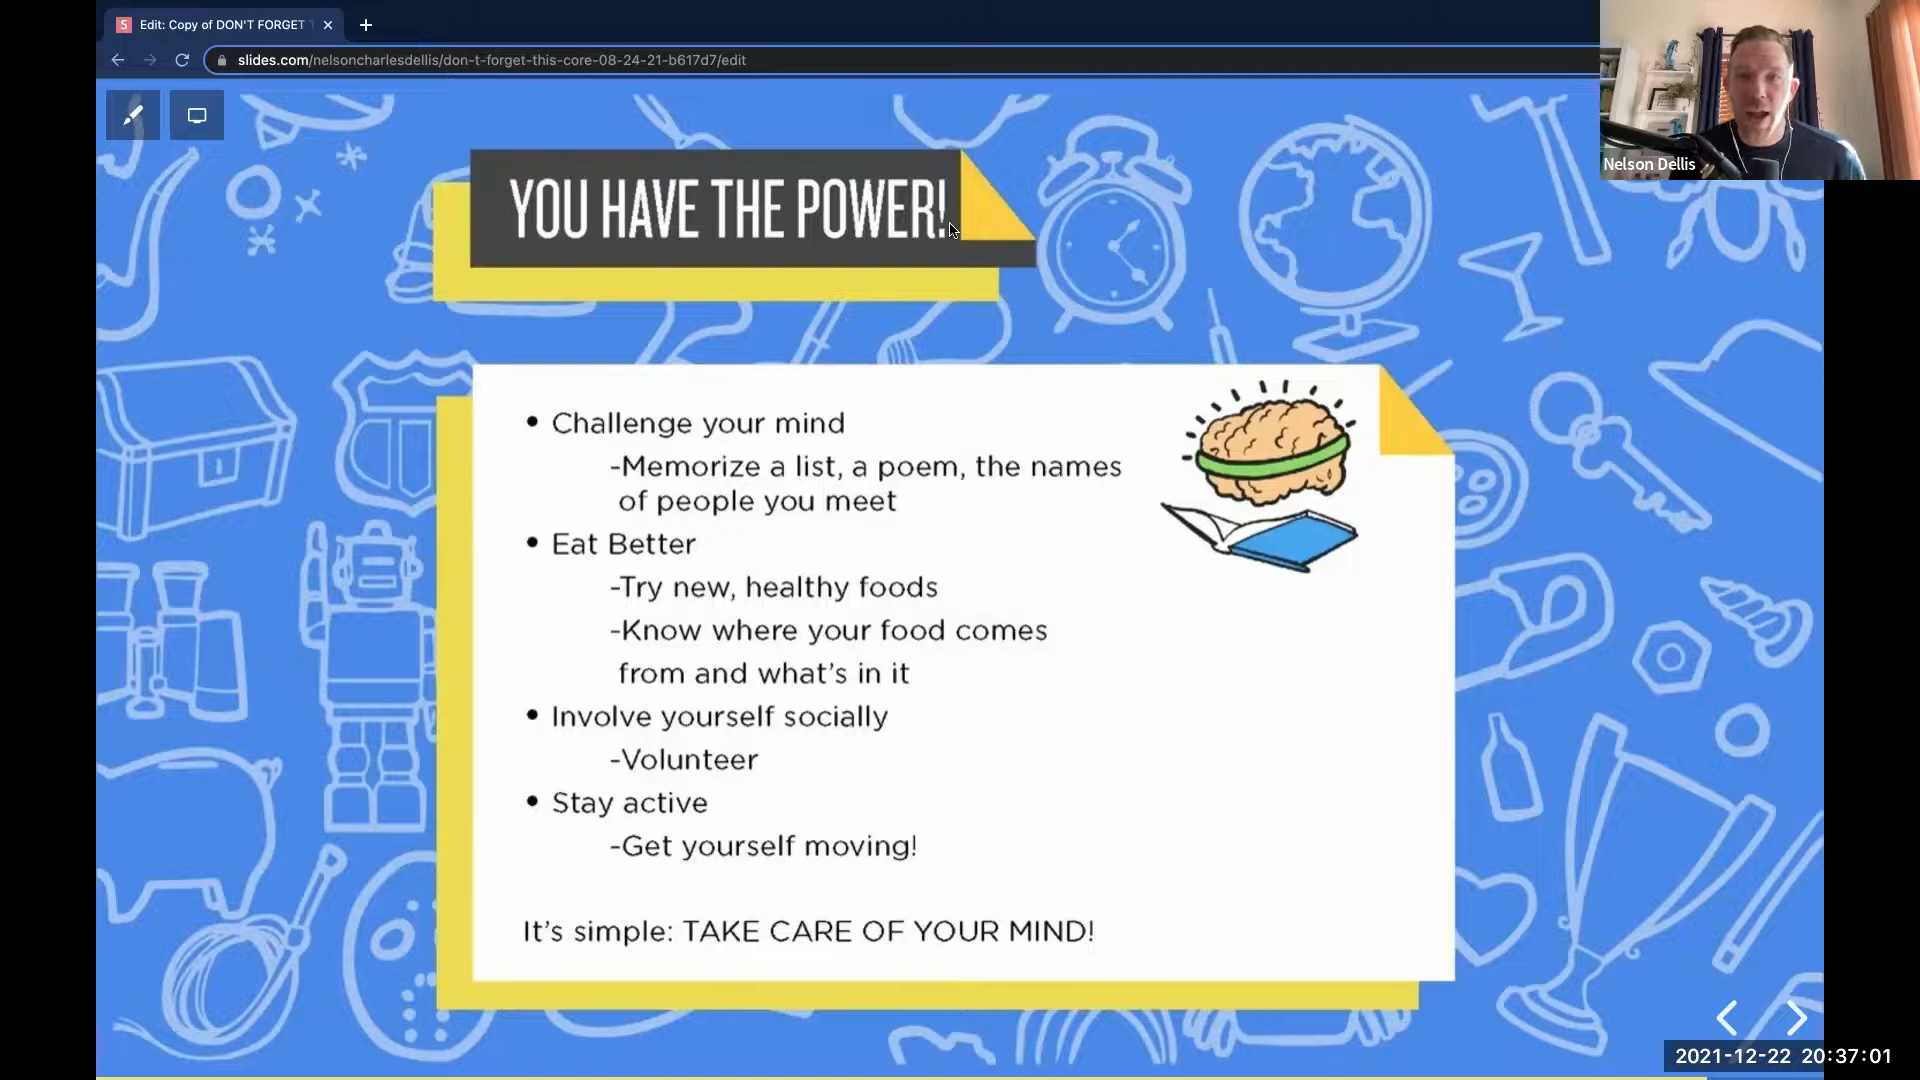 Edit: Copy of DON'T FORGET
slides.com/nelsoncharlesdellis/don-t-forget-this-core-08-24-21-b617d7/edit
Nelson Dellis
YOU HAVE THE POWER!
• Challenge your mind
-Memorize a list, a poem, the names
of people you meet
• Eat Better
-Try new, healthy foods
-Know where your food comes
from and what's in it
• Involve yourself socially
-Volunteer
• Stay active
-Get yourself moving!
It's simple: TAKE CARE OF YOUR MIND!
2021-12-22 20:37:01